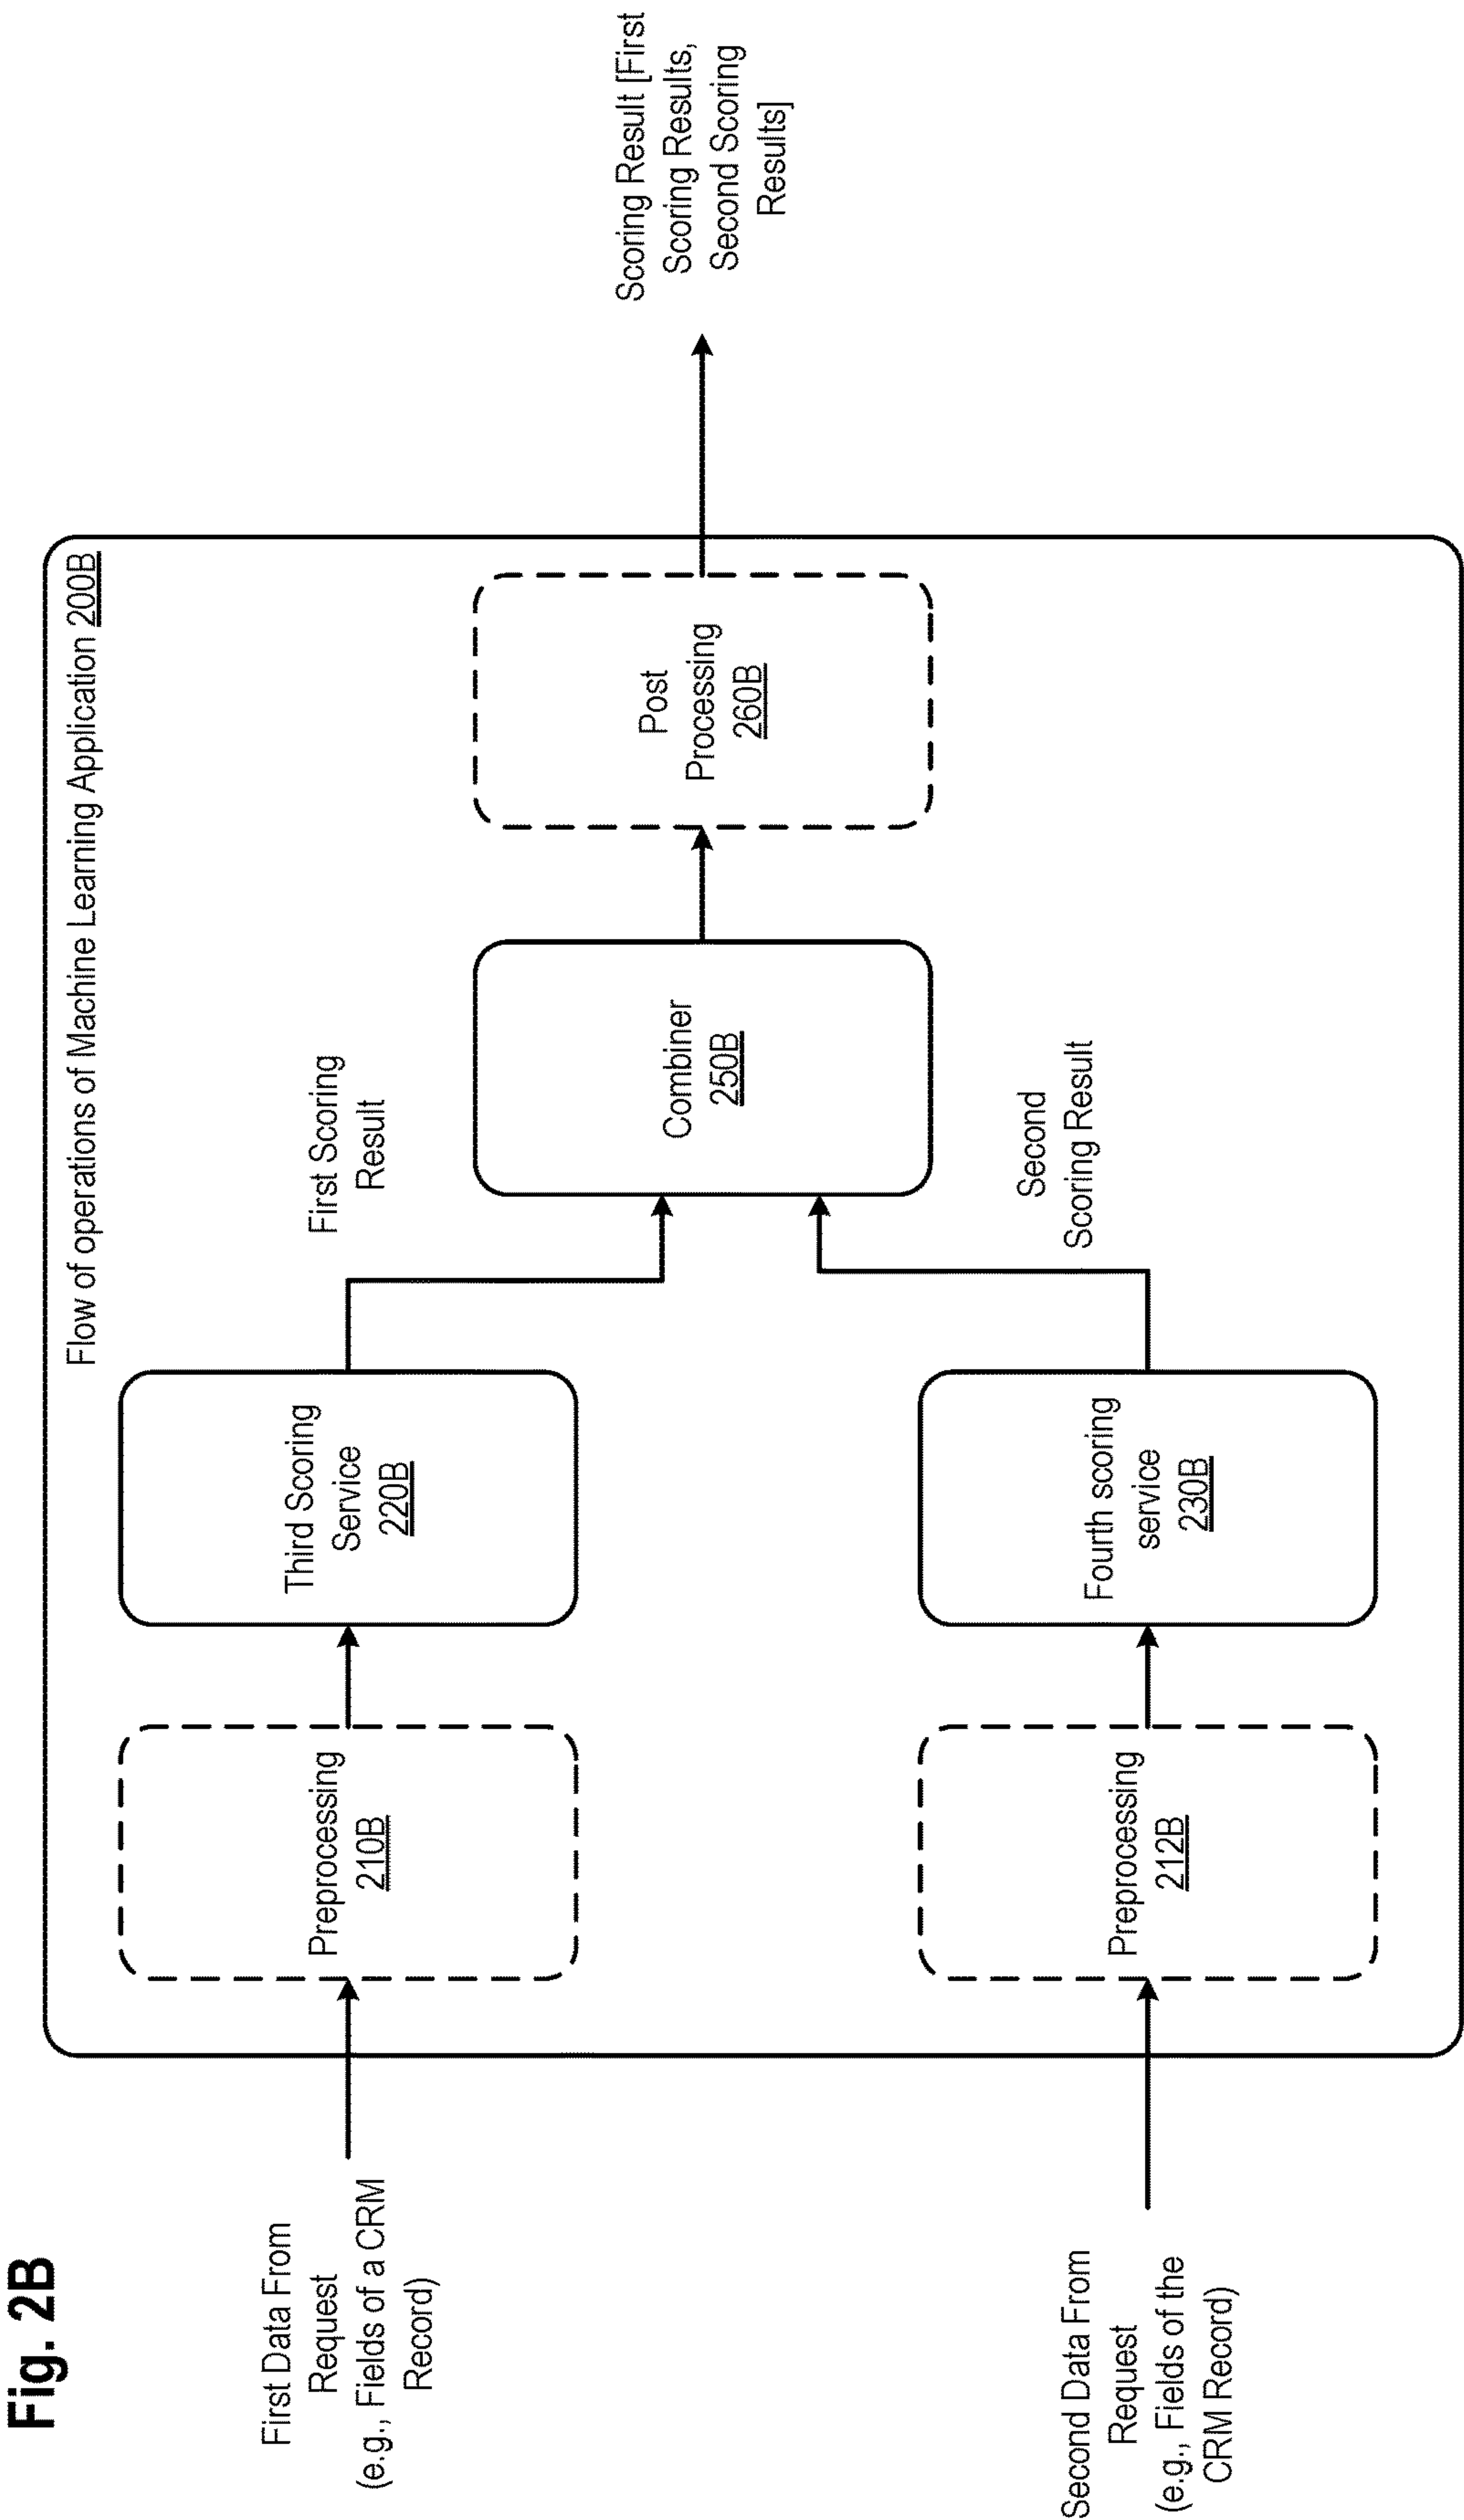 Fig. 2B
Flow of operations of Machine Learning Application 200B
First Data From
Request
(e.g., Fields of a CRM
Record)
Preprocessing
210B
Third Scoring
Service
220B
First Scoring
Result
Second Data From
Request
(e.g., Fields of the
CRM Record)
Preprocessing
212B
Fourth scoring
service
230B
Second
Scoring Result
Combiner
250B
Post
Processing
260B
Scoring Result [First
Scoring Results,
Second Scoring
Results]